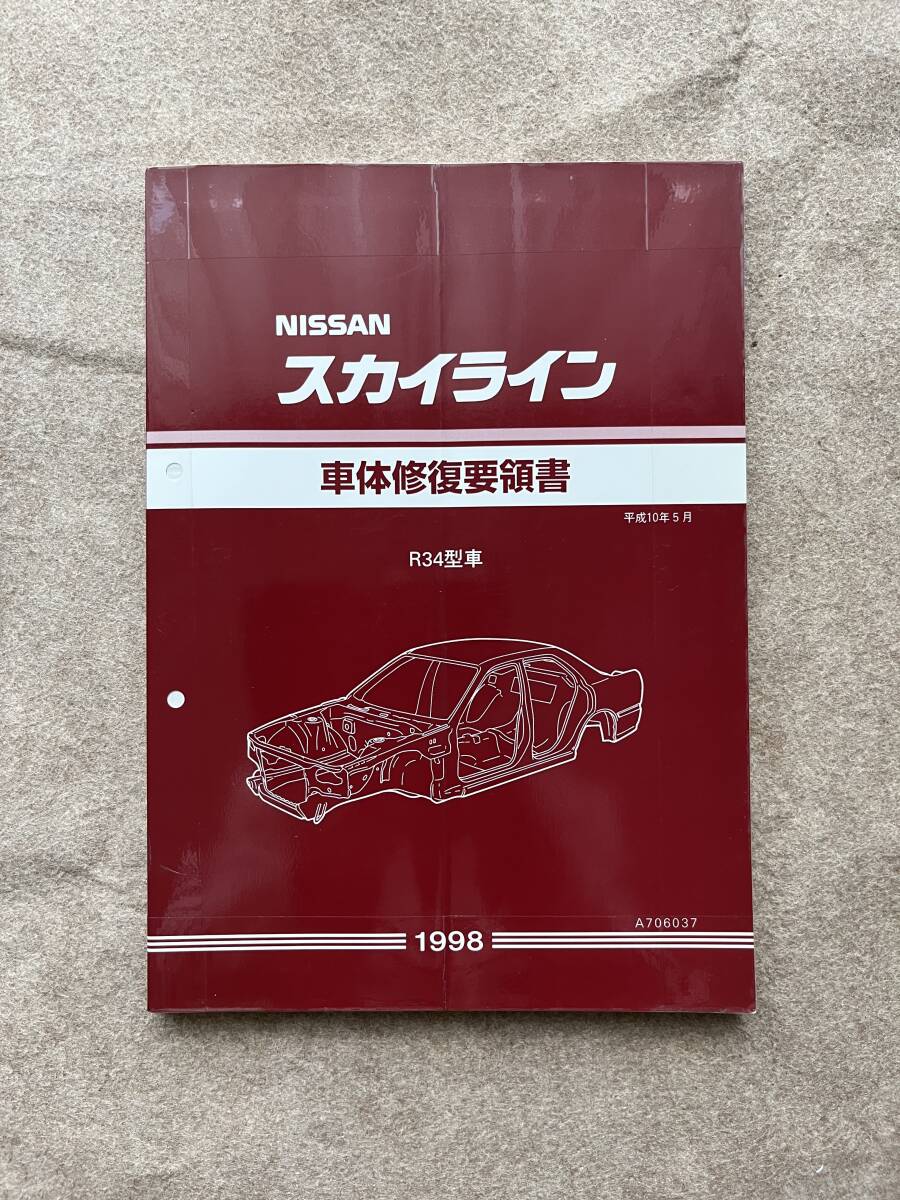 NISSAN
スカイライン
車体修復要領書
平成10年5月
R34型車
A706037
1998